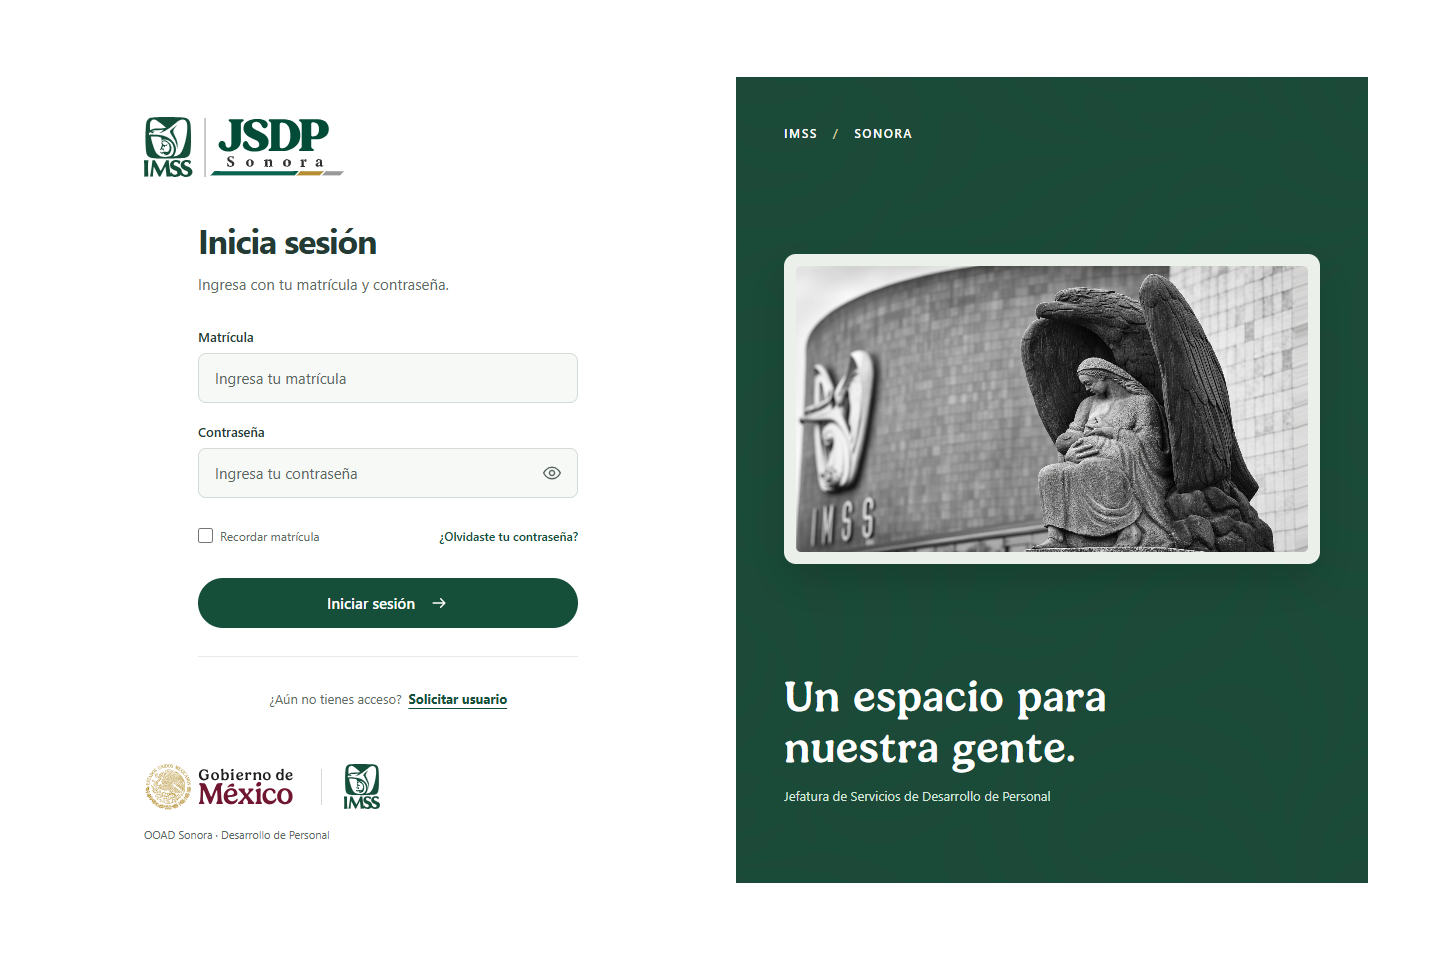 IMSS
JSDP
Sonora
Inicia sesión
Ingresa con tu matrícula y contraseña.
Matrícula
Ingresa tu matrícula
Contraseña
Ingresa tu contraseña
Recordar matrícula
¿Olvidaste tu contraseña?
Iniciar sesión →
¿Aún no tienes acceso? Solicitar usuario
Gobierno de
México
IMSS
OOAD Sonora · Desarrollo de Personal
IMSS / SONORA
IMSS
Un espacio para
nuestra gente.
Jefatura de Servicios de Desarrollo de Personal